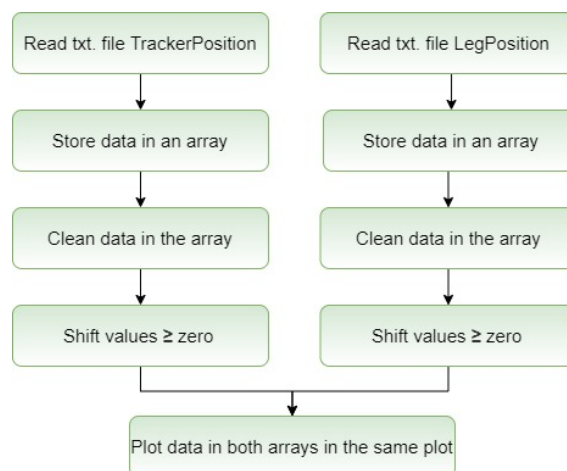 Read txt. file TrackerPosition
Read txt. file LegPosition
Store data in an array
Store data in an array
Clean data in the array
Clean data in the array
Shift values ≥ zero
Shift values ≥ zero
Plot data in both arrays in the same plot